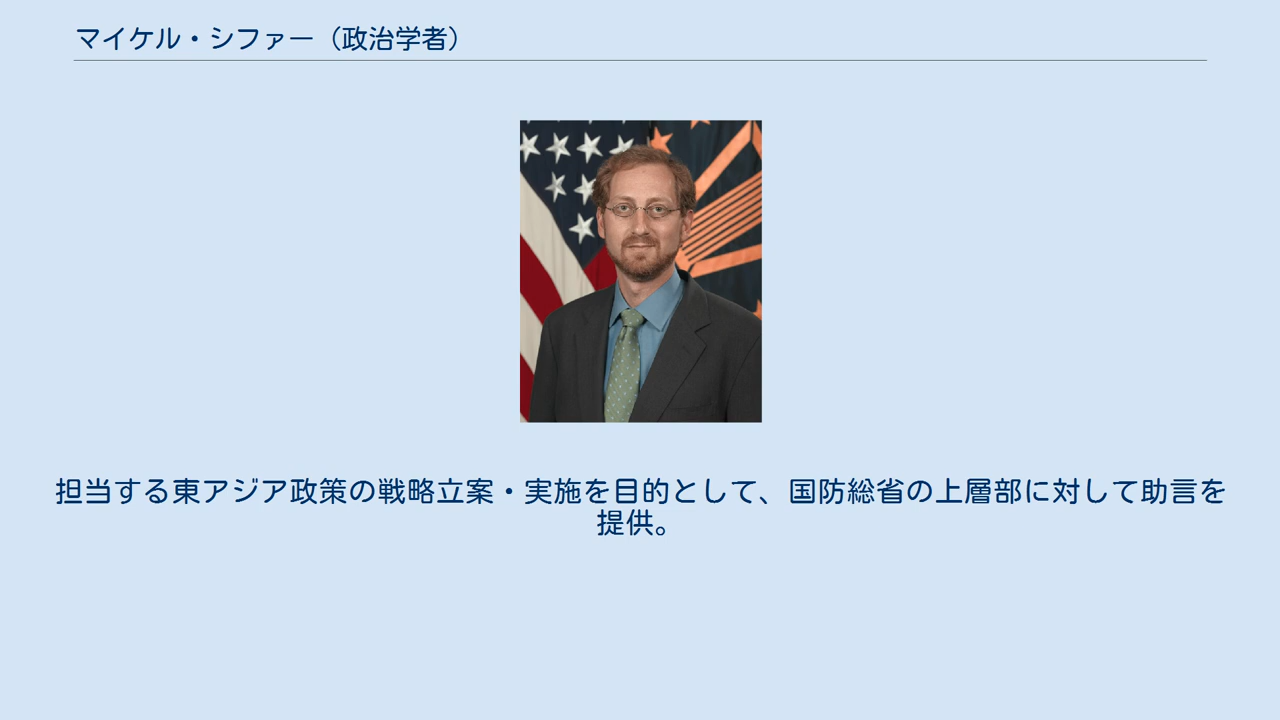 マイケル・シファー（政治学者）
担当する東アジア政策の戦略立案・実施を目的として、国防総省の上層部に対して助言を
提供。